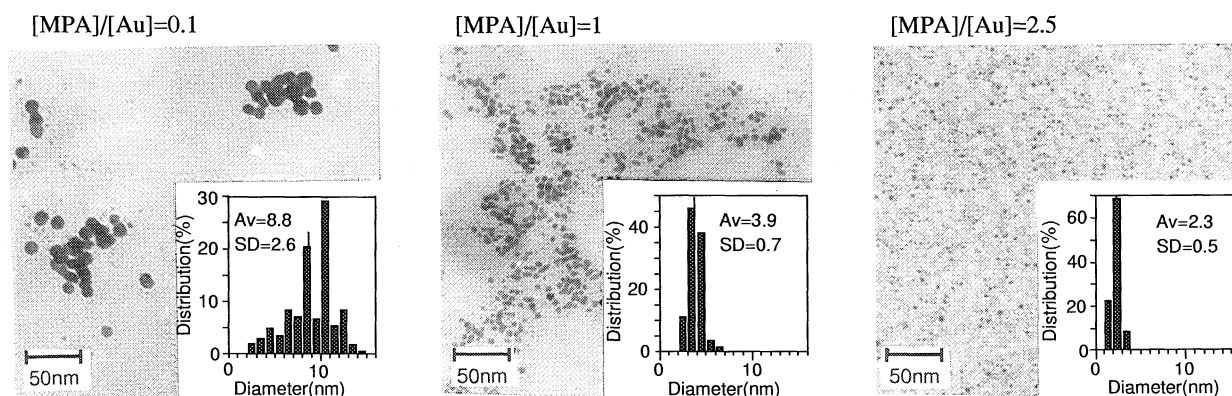 [MPA]/[Au]=0.1
50nm
Distribution(%)
30
20
10
0
Av=8.8
SD=2.6
0
10
Diameter(nm)
[MPA]/[Au]=1
50nm
Distribution(%)
40
20
0
Av=3.9
SD=0.7
0
10
Diameter(nm)
[MPA]/[Au]=2.5
50nm
Distribution(%)
60
40
20
0
Av=2.3
SD=0.5
0
10
Diameter(nm)